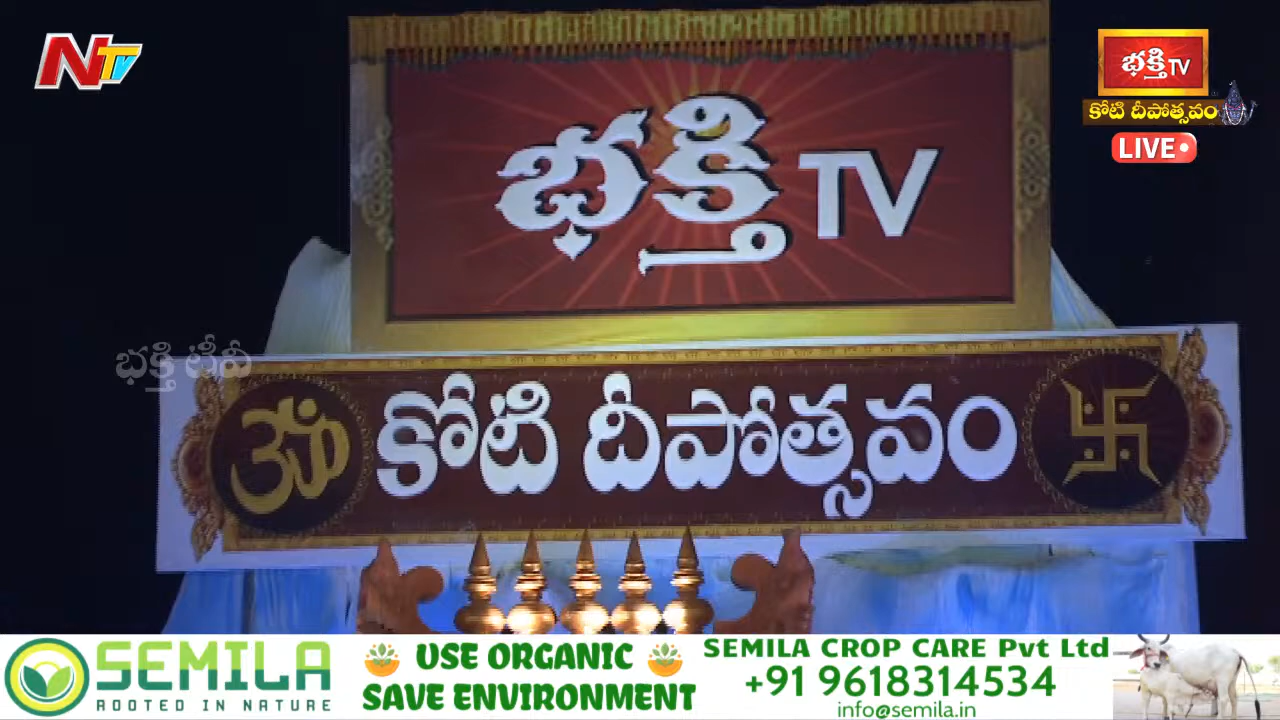 NTV
భక్తి TV
కోటి దీపోత్సవం
LIVE
భక్తి TV
భక్తి టీవీ
ఓం కోటి దీపోత్సవం
SEMILA
ROOTED IN NATURE
USE ORGANIC
SAVE ENVIRONMENT
SEMILA CROP CARE Pvt Ltd
+91 9618314534
info@semila.in